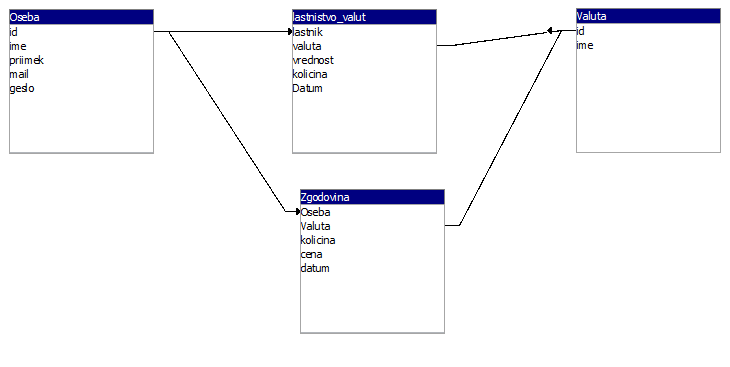 Oseba
id
ime
priimek
mail
geslo
lastnistvo_valut
lastnik
valuta
vrednost
kolicina
Datum
Valuta
id
ime
Zgodovina
Oseba
Valuta
kolicina
cena
datum